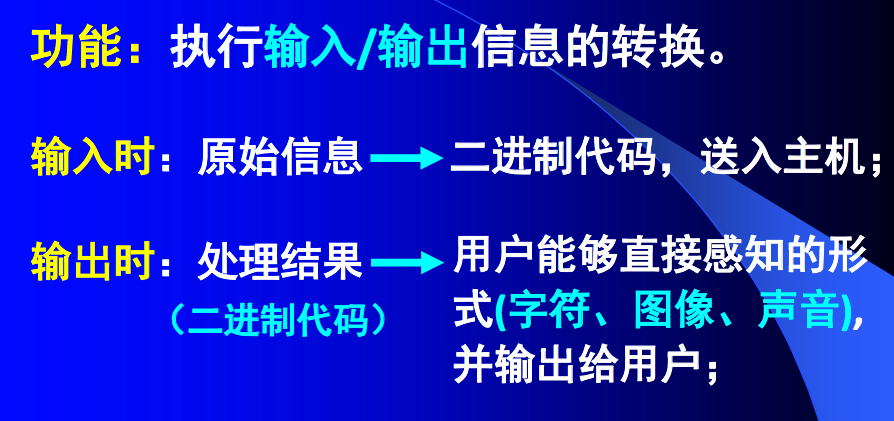 功能：执行输入/输出信息的转换。
输入时：原始信息 → 二进制代码，送入主机；
输出时：处理结果 → 用户能够直接感知的形
（二进制代码） 式(字符、图像、声音),
并输出给用户；